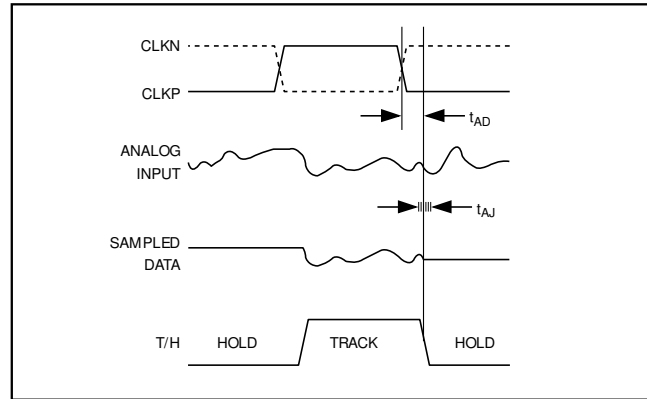 CLKN
CLKP
tAD
ANALOG
INPUT
tAJ
SAMPLED
DATA
T/H
HOLD
TRACK
HOLD